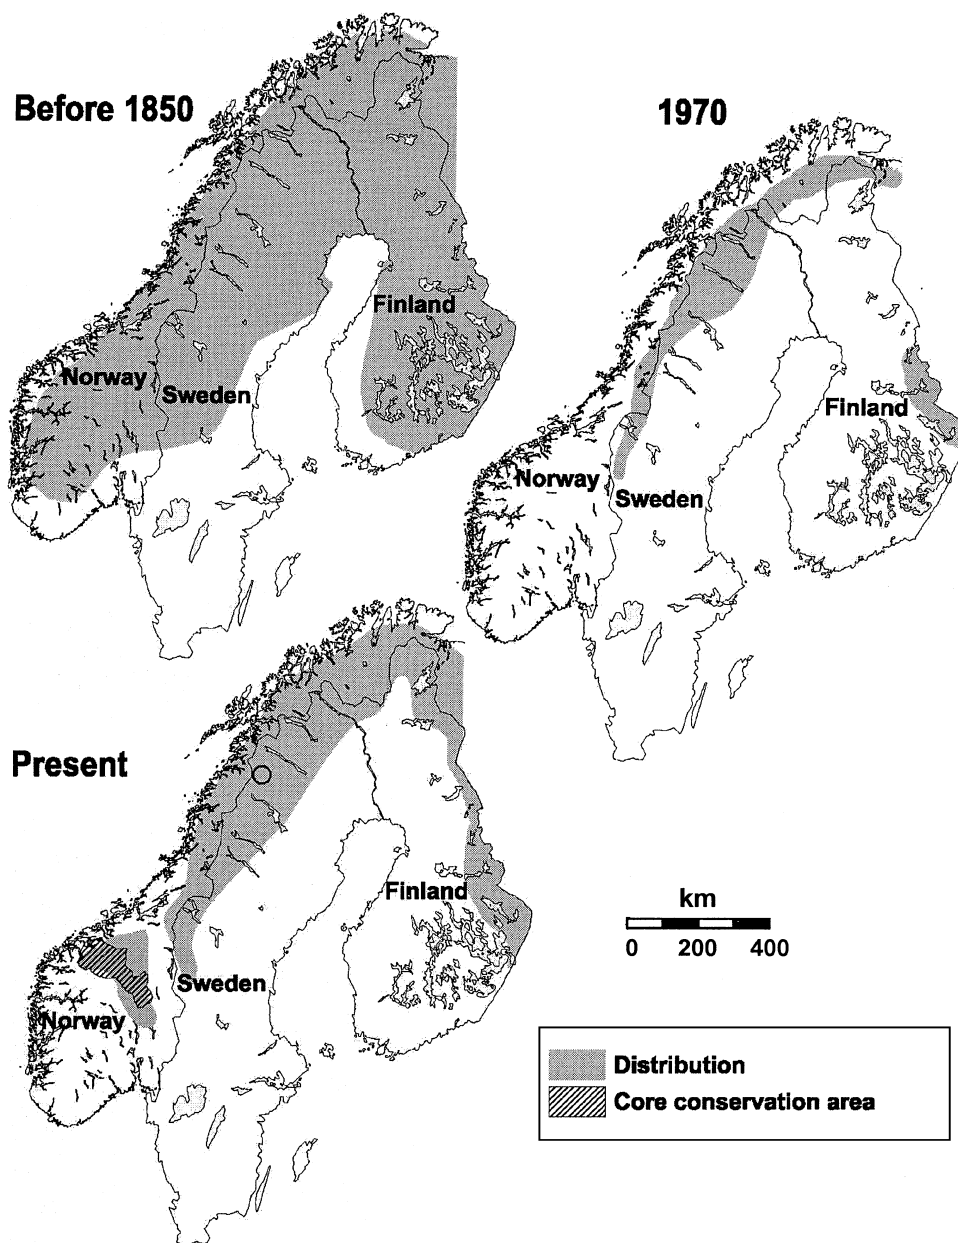 Before 1850
Norway
Sweden
Finland
1970
Norway
Sweden
Finland
Present
Norway
Sweden
Finland
km
0 200 400
Distribution
Core conservation area